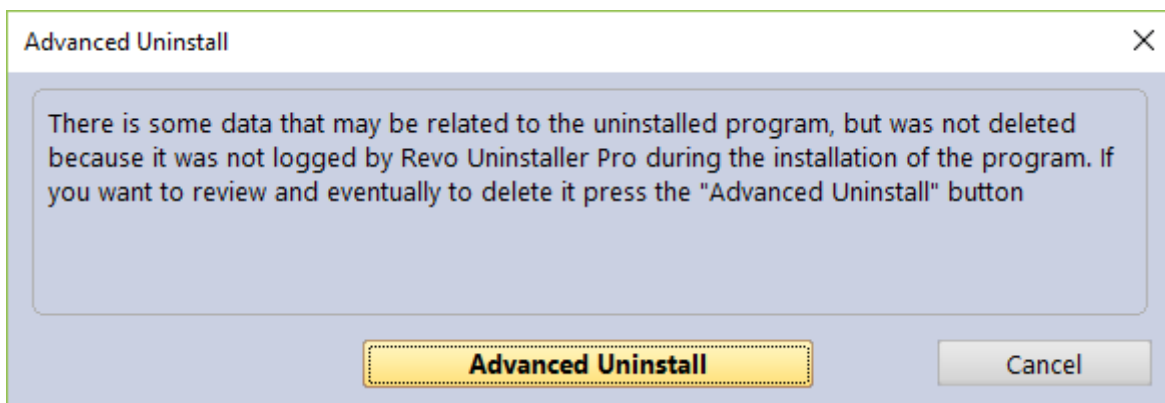 Advanced Uninstall
There is some data that may be related to the uninstalled program, but was not deleted
because it was not logged by Revo Uninstaller Pro during the installation of the program. If
you want to review and eventually to delete it press the "Advanced Uninstall" button
Advanced Uninstall
Cancel